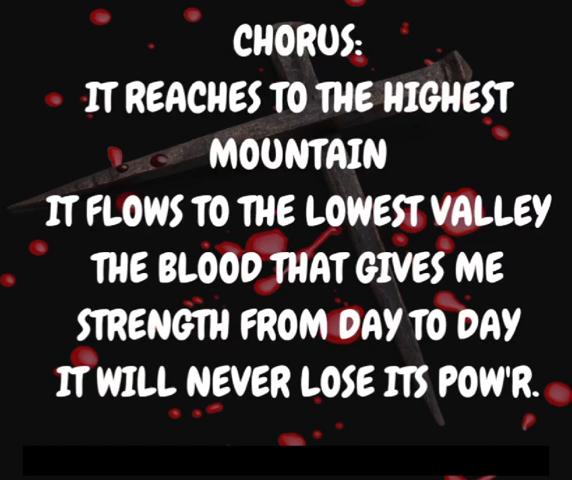 CHORUS:
IT REACHES TO THE HIGHEST
MOUNTAIN
IT FLOWS TO THE LOWEST VALLEY
THE BLOOD THAT GIVES ME
STRENGTH FROM DAY TO DAY
IT WILL NEVER LOSE ITS POW'R.